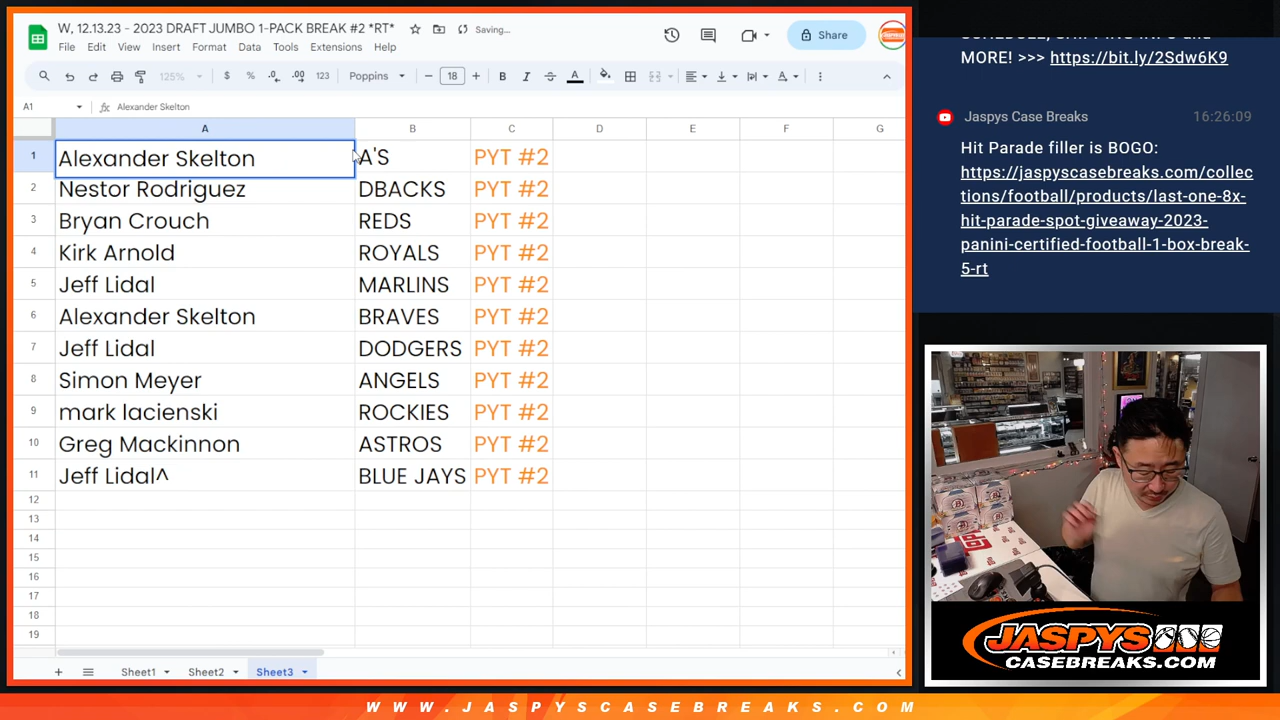 W, 12.13.23 - 2023 DRAFT JUMBO 1-PACK BREAK #2 *RT*
Saving...
File Edit View Insert Format Data Tools Extensions Help
Share
125% $ % .0 .00 123 Poppins 18 B I A
A1 fx Alexander Skelton
A B C D E F G
1 Alexander Skelton A'S PYT #2
2 Nestor Rodriguez DBACKS PYT #2
3 Bryan Crouch REDS PYT #2
4 Kirk Arnold ROYALS PYT #2
5 Jeff Lidal MARLINS PYT #2
6 Alexander Skelton BRAVES PYT #2
7 Jeff Lidal DODGERS PYT #2
8 Simon Meyer ANGELS PYT #2
9 mark lacienski ROCKIES PYT #2
10 Greg Mackinnon ASTROS PYT #2
11 Jeff Lidal^ BLUE JAYS PYT #2
12
13
14
15
16
17
18
19
Sheet1 Sheet2 Sheet3
MORE! >>> https://bit.ly/2Sdw6K9
Jaspys Case Breaks 16:26:09
Hit Parade filler is BOGO:
https://jaspyscasebreaks.com/collec
tions/football/products/last-one-8x-
hit-parade-spot-giveaway-2023-
panini-certified-football-1-box-break-
5-rt
JASPYS
CASEBREAKS.COM
WWW.JASPYSCASEBREAKS.COM